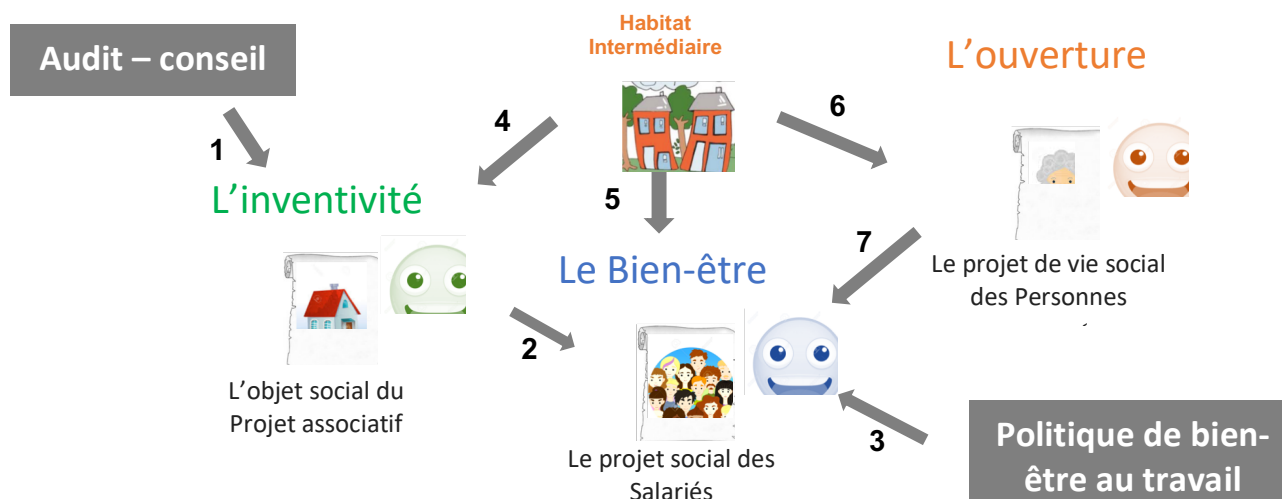 Habitat
Intermédiaire
Audit – conseil
L’ouverture
1
4
6
L’inventivité
5
7
Le Bien-être
Le projet de vie social
des Personnes
2
L’objet social du
Projet associatif
3
Le projet social des
Salariés
Politique de bien-
être au travail